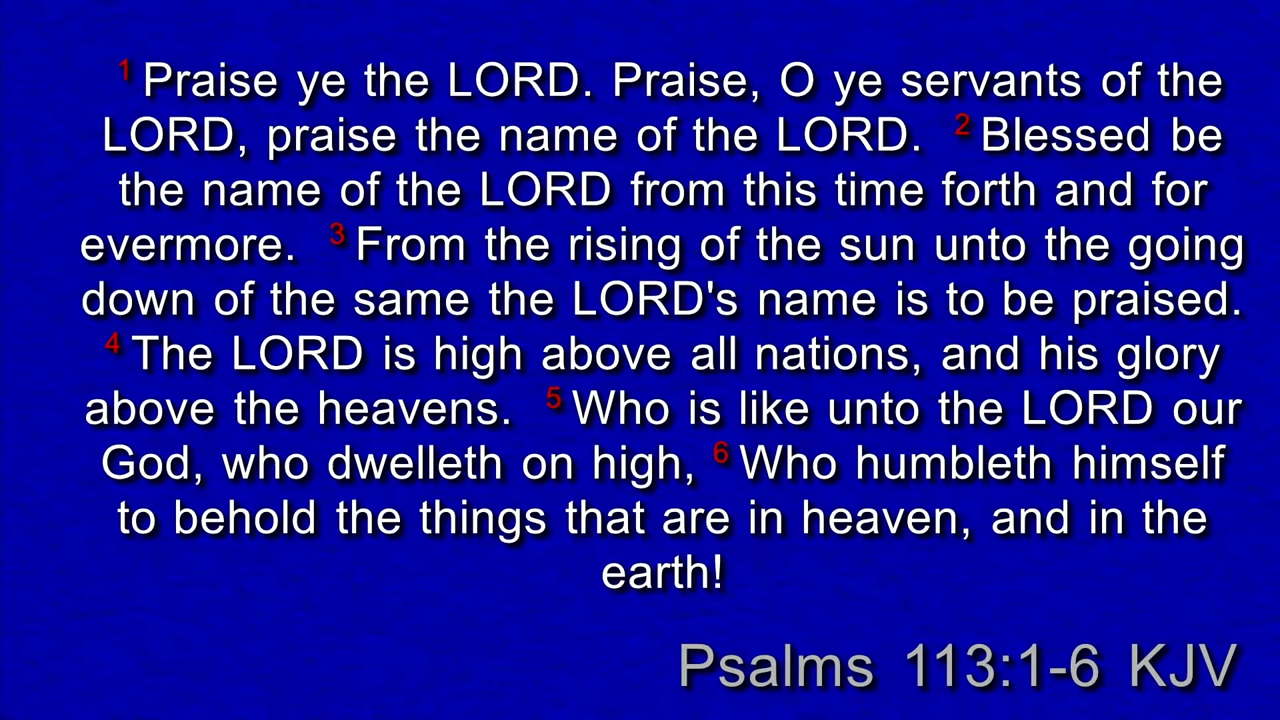 1 Praise ye the LORD. Praise, O ye servants of the
LORD, praise the name of the LORD. 2 Blessed be
the name of the LORD from this time forth and for
evermore. 3 From the rising of the sun unto the going
down of the same the LORD's name is to be praised.
4 The LORD is high above all nations, and his glory
above the heavens. 5 Who is like unto the LORD our
God, who dwelleth on high, 6 Who humbleth himself
to behold the things that are in heaven, and in the
earth!
Psalms 113:1-6 KJV